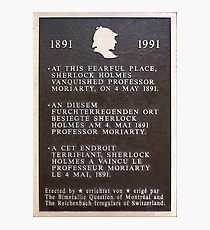 1891 1991
•AT THIS FEARFUL PLACE,
SHERLOCK HOLMES
VANQUISHED PROFESSOR
MORIARTY, ON 4 MAY 1891.
•AN DIESEM
FURCHTERREGENDEN ORT
BESIEGTE SHERLOCK
HOLMES AM 4. MAI 1891
PROFESSOR MORIARTY.
•A CET ENDROIT
TERRIFIANT, SHERLOCK
HOLMES A VAINCU LE
PROFESSEUR MORIARTY
LE 4 MAI, 1891.
Erected by ★ errichtet von ★ erigé par
The Bimetallic Question of Montréal and
The Reichenbach Irregulars of Switzerland.